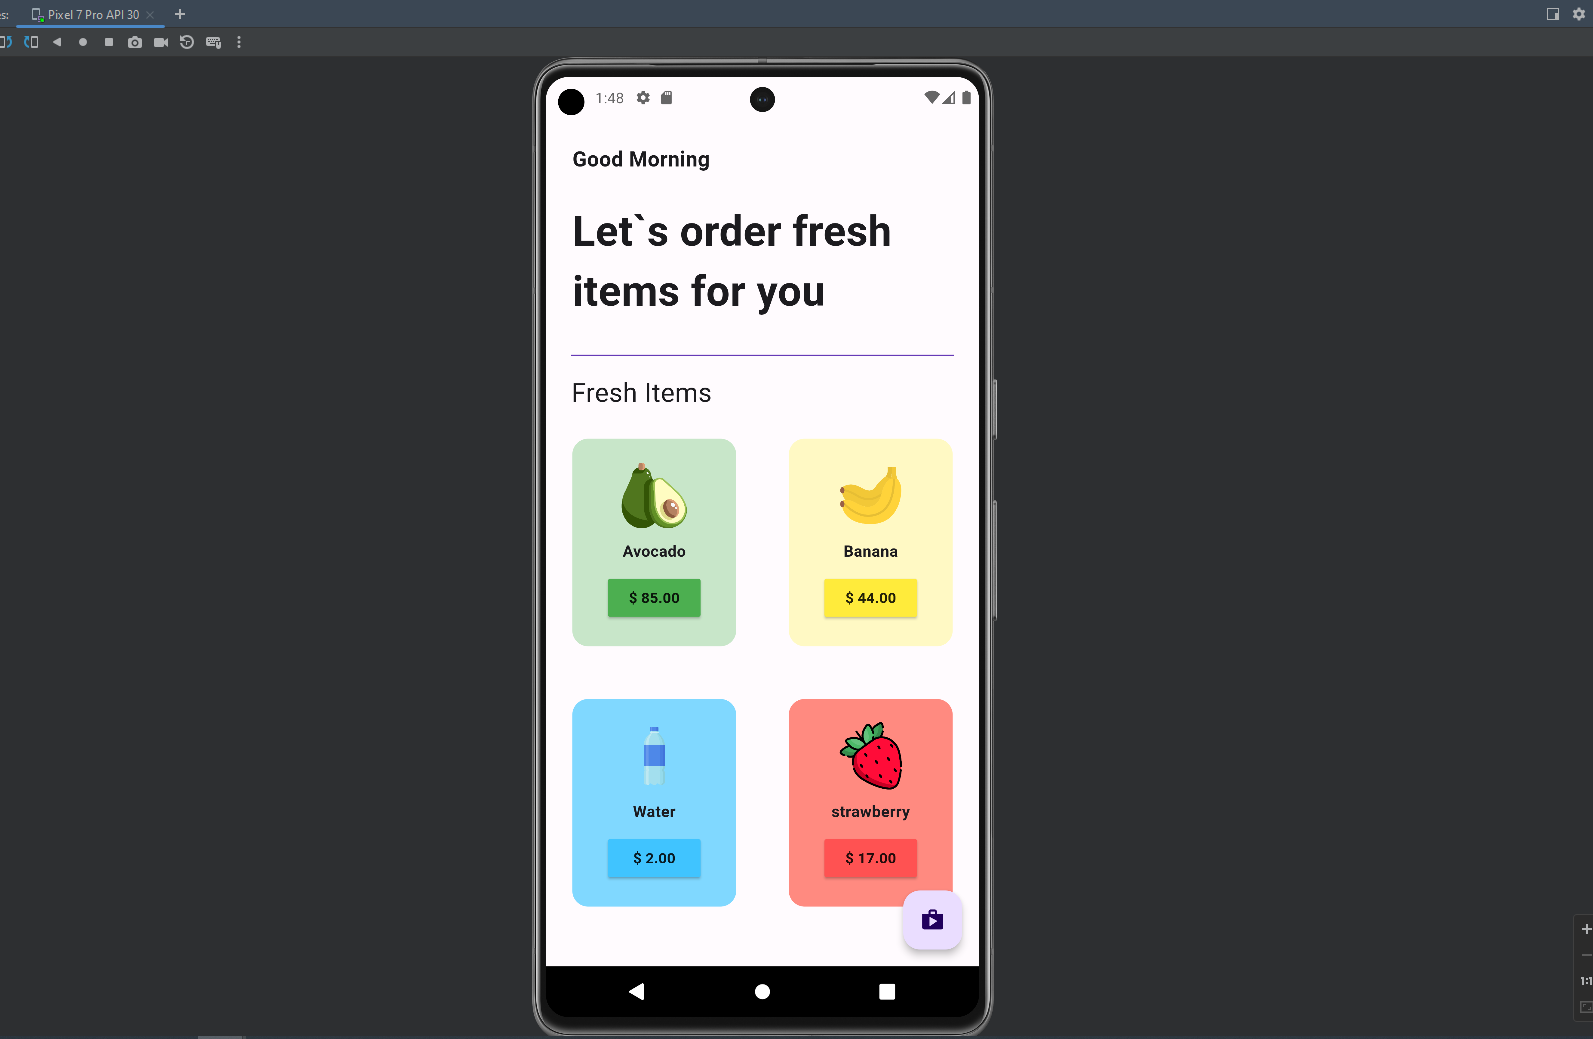 s:
Pixel 7 Pro API 30
1:48
Good Morning
Let`s order fresh
items for you
Fresh Items
Avocado
Banana
$ 85.00
$ 44.00
Water
strawberry
$ 2.00
$ 17.00
1:1